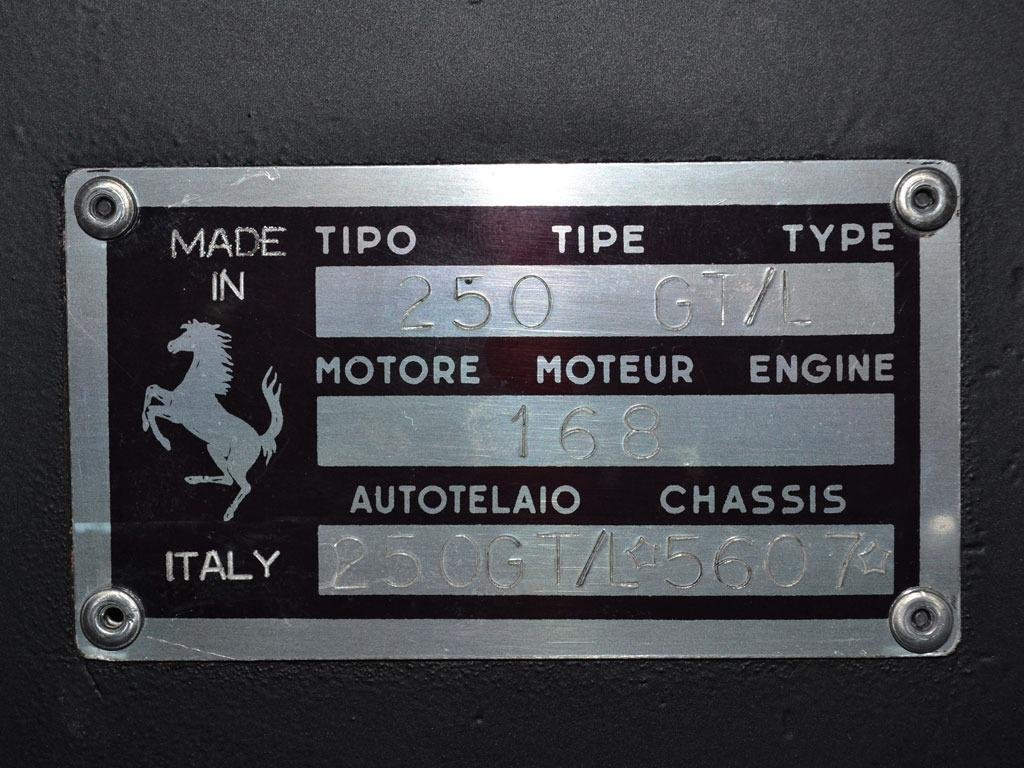 MADE IN
TIPO TIPE TYPE
250 GT/L
MOTORE MOTEUR ENGINE
168
AUTOTELAIO CHASSIS
250GT/L☆5607☆
ITALY